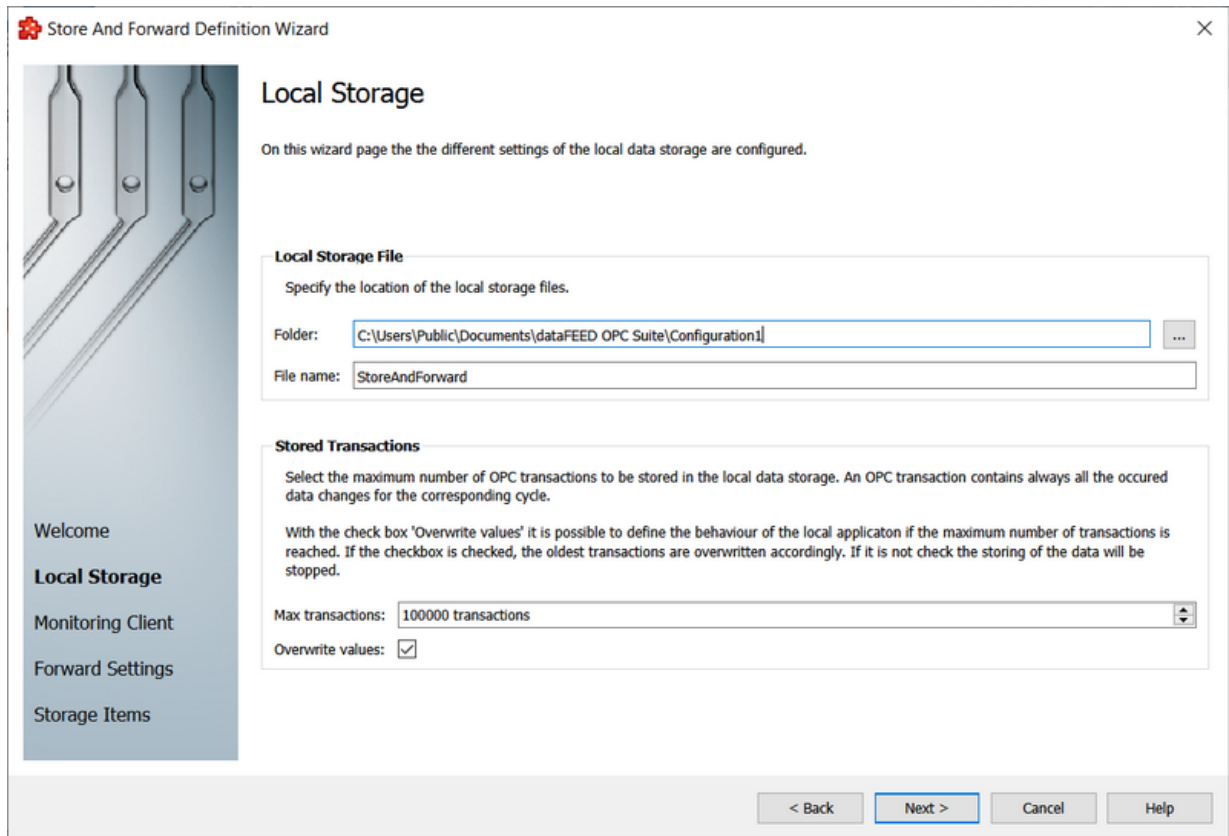 Store And Forward Definition Wizard
Local Storage
On this wizard page the the different settings of the local data storage are configured.
Local Storage File
Specify the location of the local storage files.
Folder: C:\Users\Public\Documents\dataFEED OPC Suite\Configuration1 ...
File name: StoreAndForward
Stored Transactions
Select the maximum number of OPC transactions to be stored in the local data storage. An OPC transaction contains always all the occured
data changes for the corresponding cycle.
With the check box 'Overwrite values' it is possible to define the behaviour of the local applicaton if the maximum number of transactions is
reached. If the checkbox is checked, the oldest transactions are overwritten accordingly. If it is not check the storing of the data will be
stopped.
Max transactions: 100000 transactions
Overwrite values:
Welcome
Local Storage
Monitoring Client
Forward Settings
Storage Items
< Back Next > Cancel Help